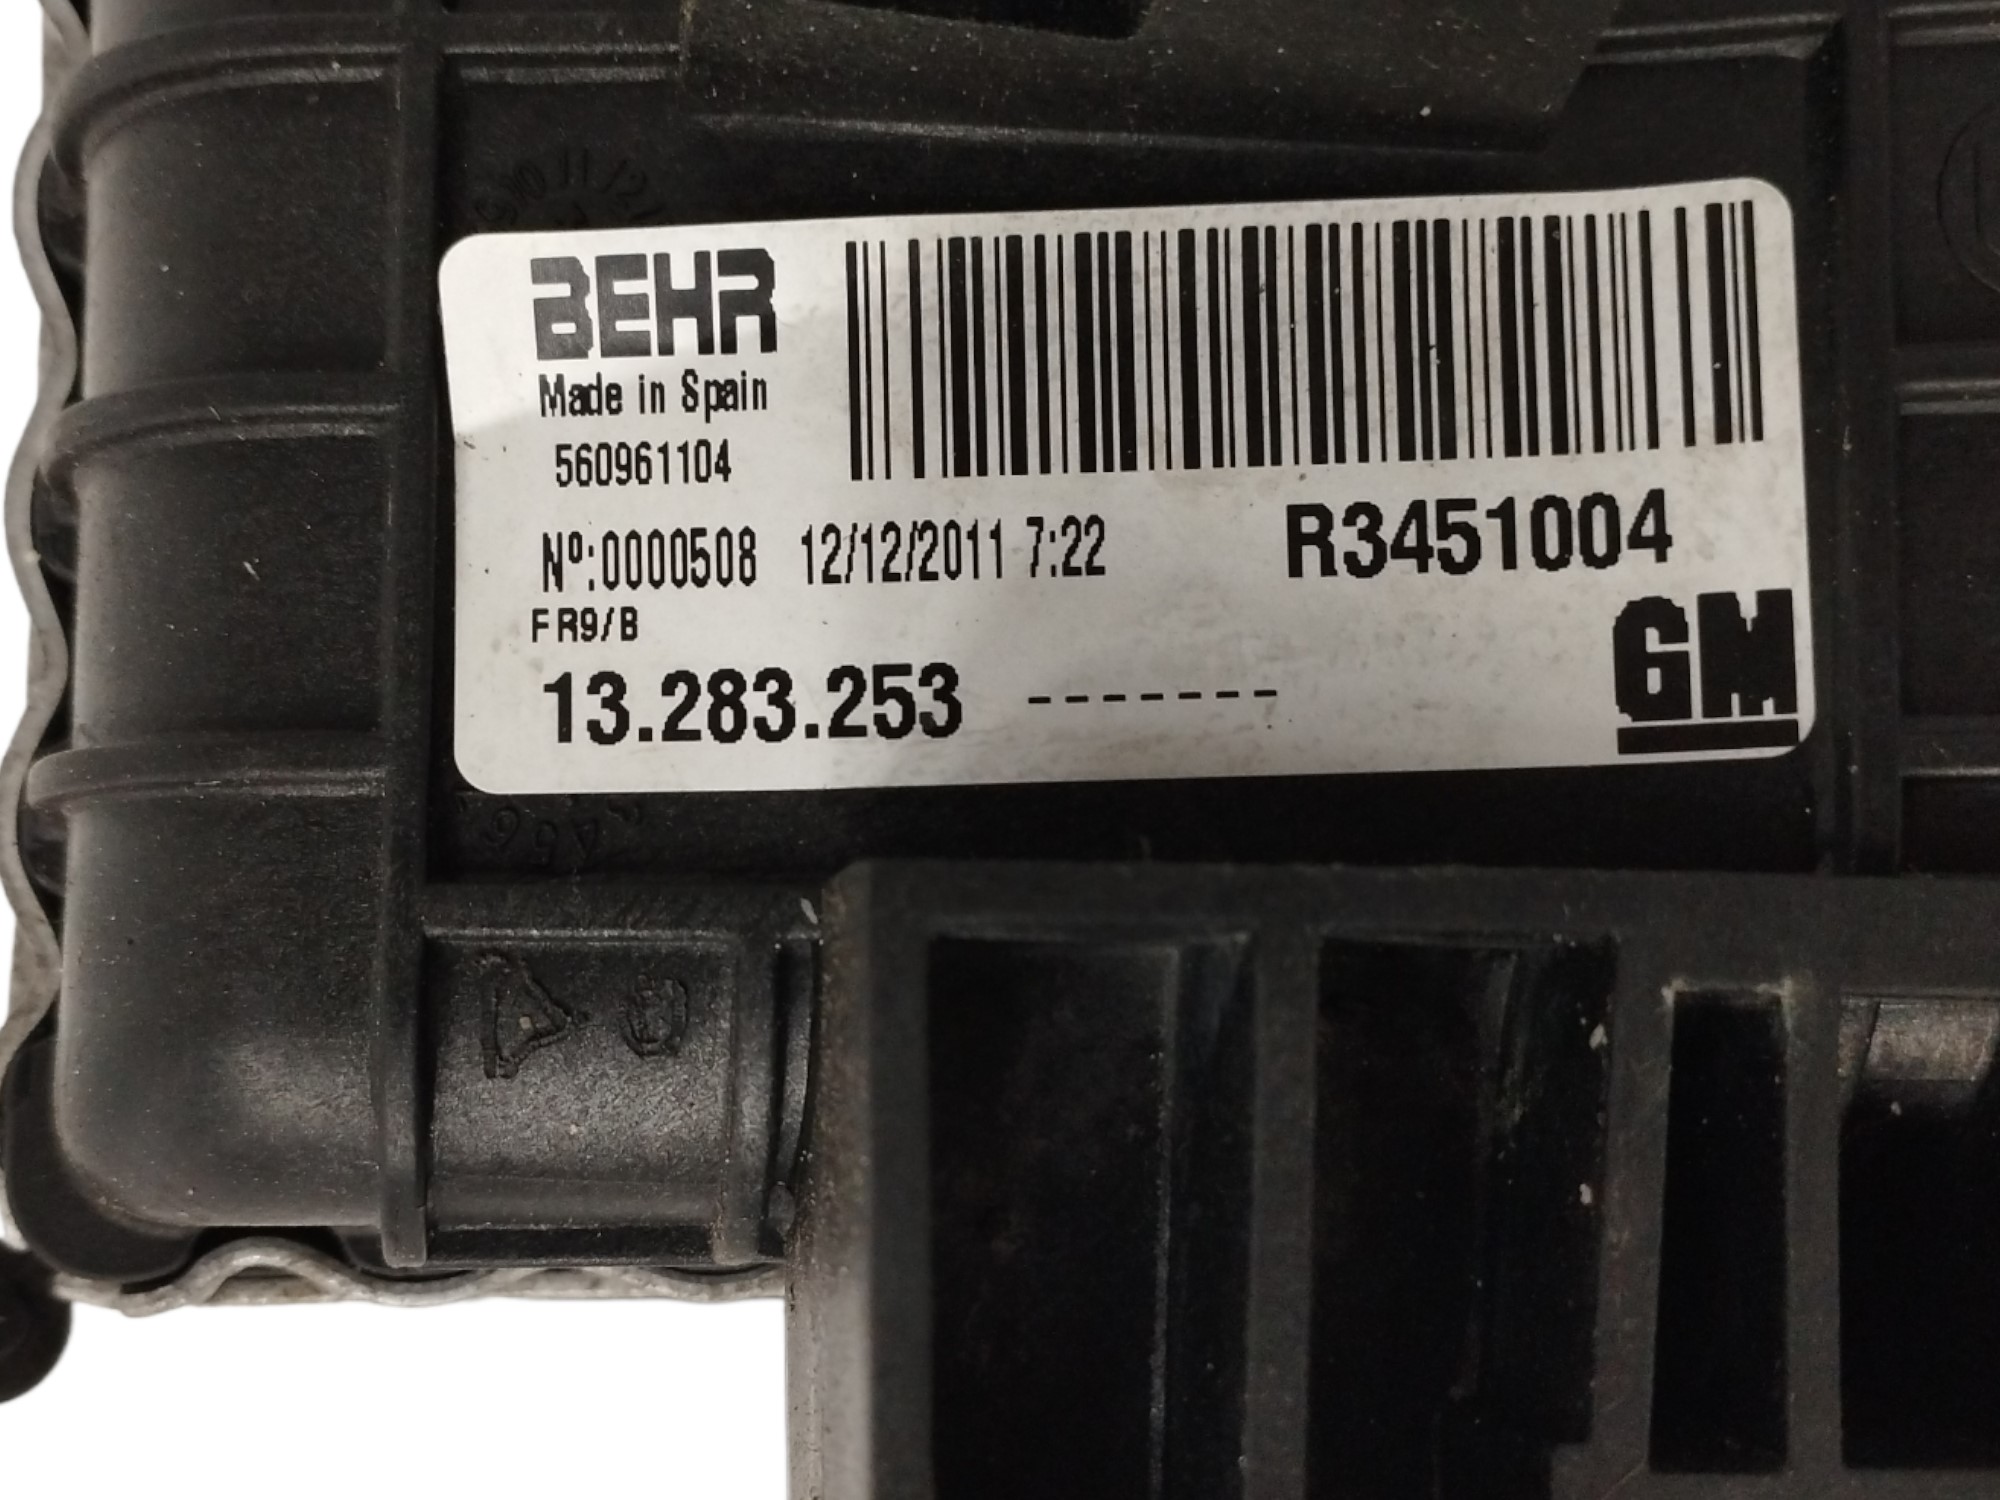 BEHR
Made in Spain
560961104
Nº:0000508 12/12/2011 7:22 R3451004
FR9/B
13.283.253 ------- GM